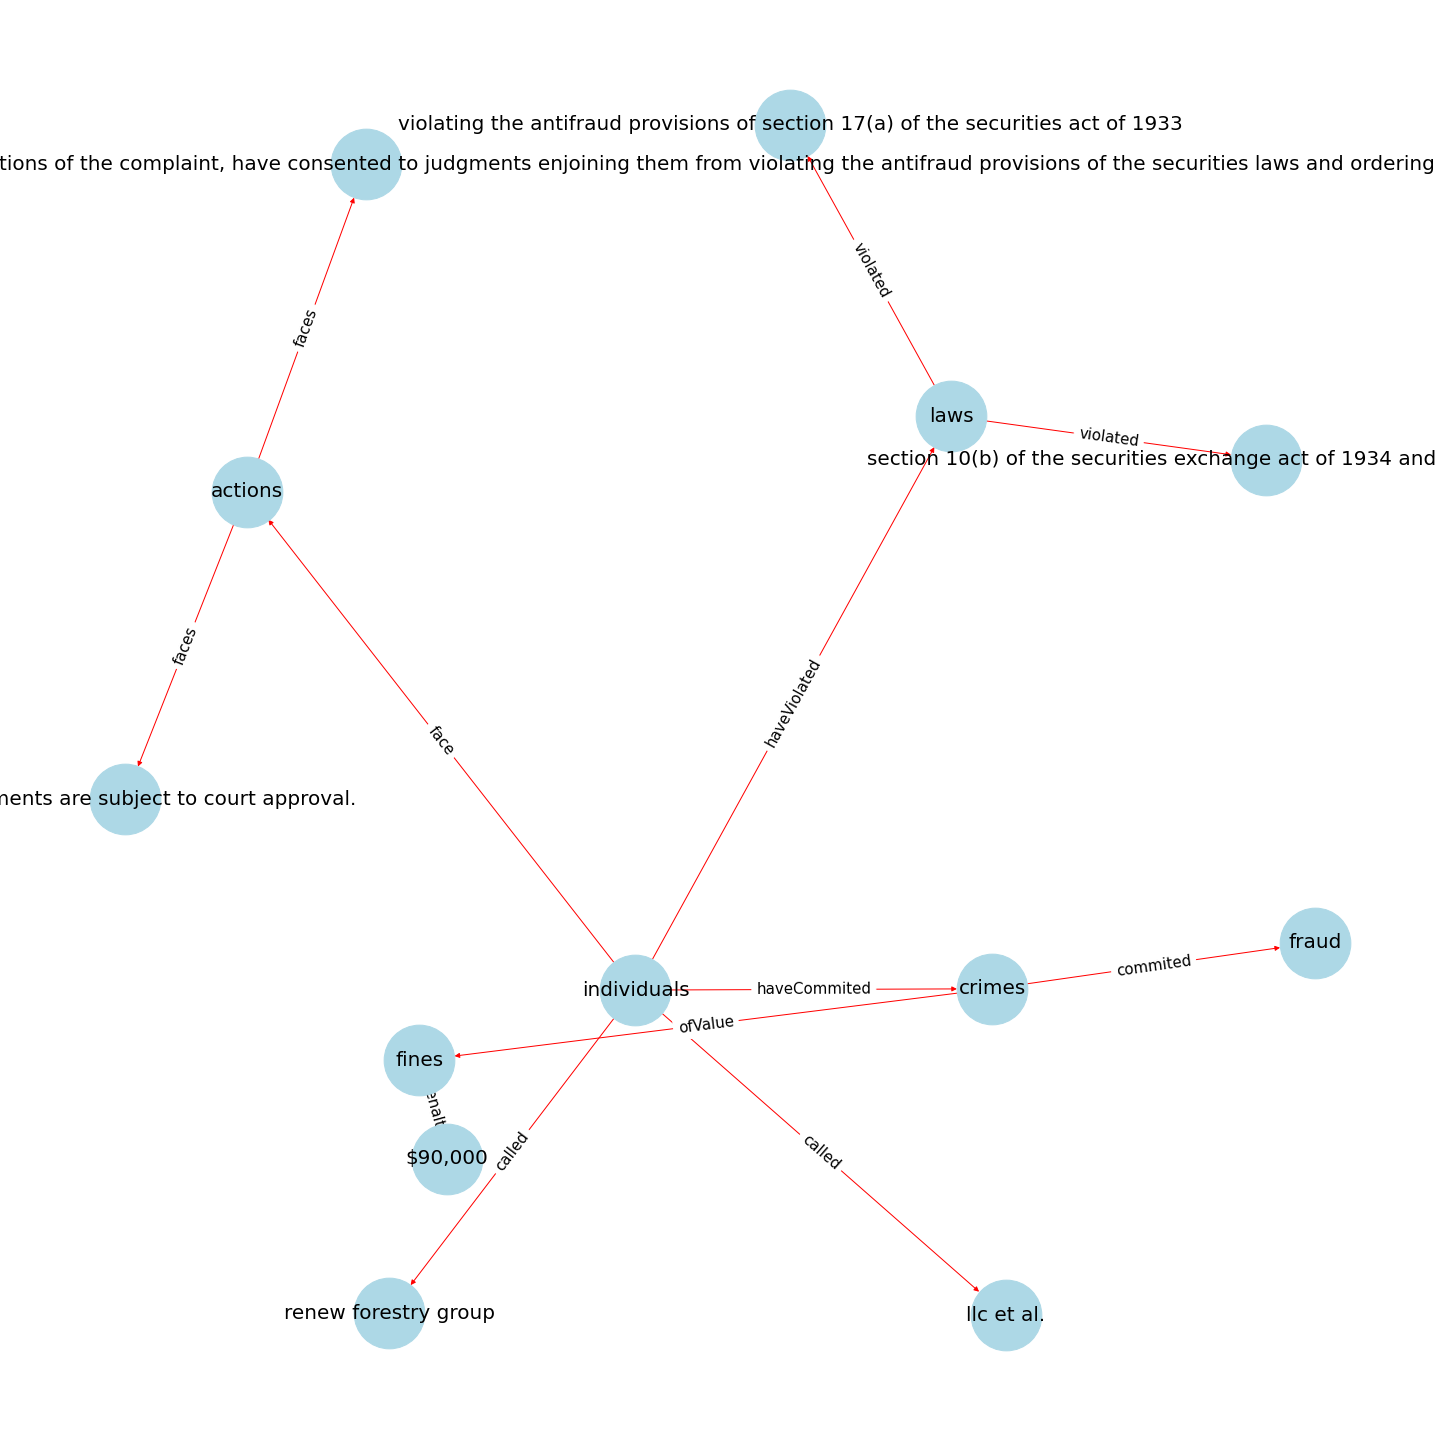 violating the antifraud provisions of section 17(a) of the securities act of 1933
of the complaint, have consented to judgments enjoining them from violating the antifraud provisions of the securities laws and ordering
violated
faces
laws
violated
section 10(b) of the securities exchange act of 1934 and
actions
faces
haveViolated
face
are subject to court approval.
fraud
commited
individuals
haveCommited
crimes
ofValue
fines
$90,000
called
called
renew forestry group
llc et al.